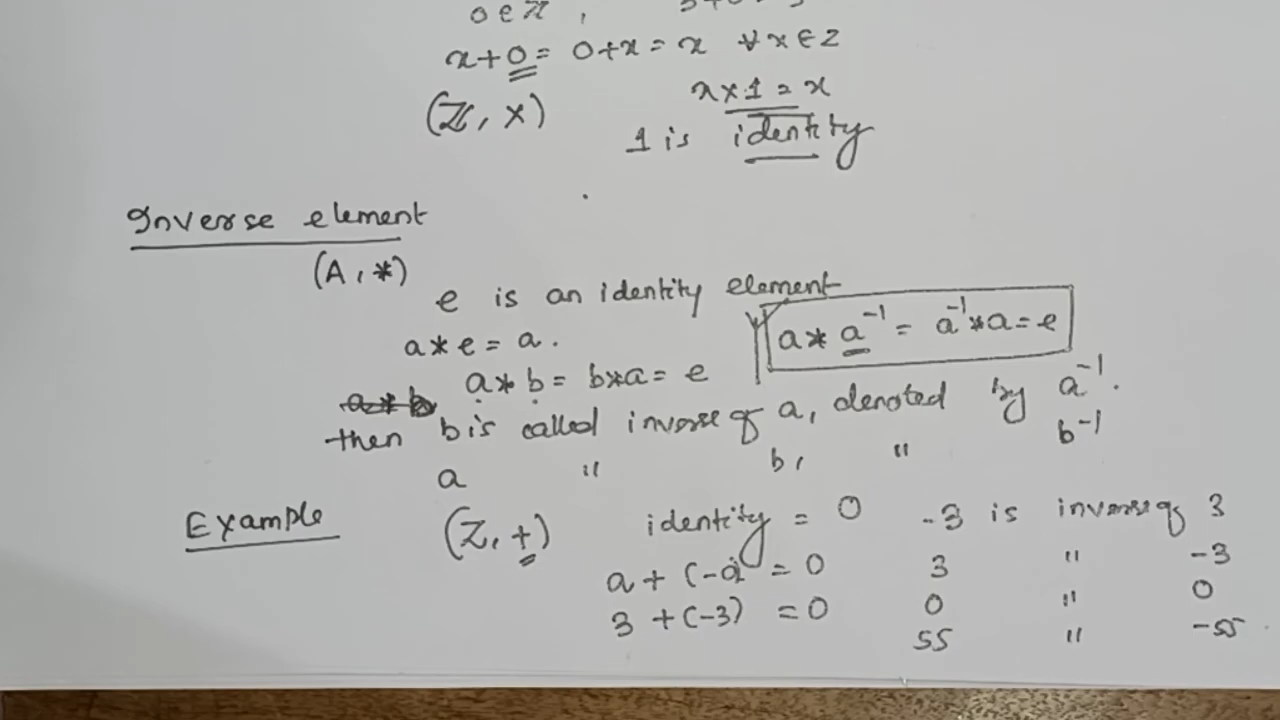 0 ∈ Z ,
x + 0 = 0 + x = x ∀ x ∈ Z
(Z, ×) x × 1 = x
1 is identity
Inverse element
(A, *)
e is an identity element
a * e = a . a * a⁻¹ = a⁻¹ * a = e
a * b = b * a = e
then b is called inverse of a, denoted by a⁻¹.
a " b, " b⁻¹
Example (Z, +) identity = 0 -3 is inverse of 3
a + (-a) = 0 3 " -3
3 + (-3) = 0 0 " 0
55 " -55